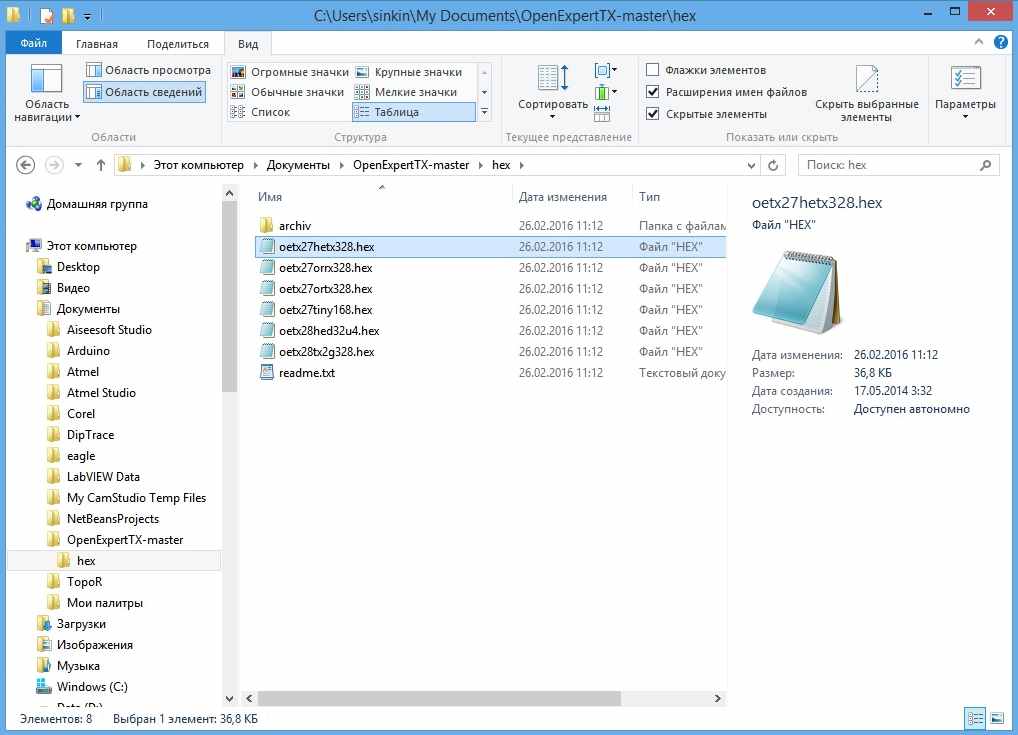 C:\Users\sinkin\My Documents\OpenExpertTX-master\hex
Файл Главная Поделиться Вид
Область навигации
Область просмотра
Область сведений
Области
Огромные значки Крупные значки
Обычные значки Мелкие значки
Список Таблица
Структура
Сортировать
Текущее представление
Флажки элементов
Расширения имен файлов
Скрытые элементы
Скрыть выбранные элементы
Показать или скрыть
Параметры
Этот компьютер Документы OpenExpertTX-master hex
Поиск: hex
Домашняя группа
Этот компьютер
Desktop
Видео
Документы
Aiseesoft Studio
Arduino
Atmel
Atmel Studio
Corel
DipTrace
eagle
LabVIEW Data
My CamStudio Temp Files
NetBeansProjects
OpenExpertTX-master
hex
TopoR
Мои палитры
Загрузки
Изображения
Музыка
Windows (C:)
Data (D:)
Имя Дата изменения Тип
archiv 26.02.2016 11:12 Папка с файлам
oetx27hetx328.hex 26.02.2016 11:12 Файл "HEX"
oetx27orrx328.hex 26.02.2016 11:12 Файл "HEX"
oetx27ortx328.hex 26.02.2016 11:12 Файл "HEX"
oetx27tiny168.hex 26.02.2016 11:12 Файл "HEX"
oetx28hed32u4.hex 26.02.2016 11:12 Файл "HEX"
oetx28tx2g328.hex 26.02.2016 11:12 Файл "HEX"
readme.txt 26.02.2016 11:12 Текстовый доку
oetx27hetx328.hex
Файл "HEX"
Дата изменения: 26.02.2016 11:12
Размер: 36,8 КБ
Дата создания: 17.05.2014 3:32
Доступность: Доступен автономно
Элементов: 8 Выбран 1 элемент: 36,8 КБ